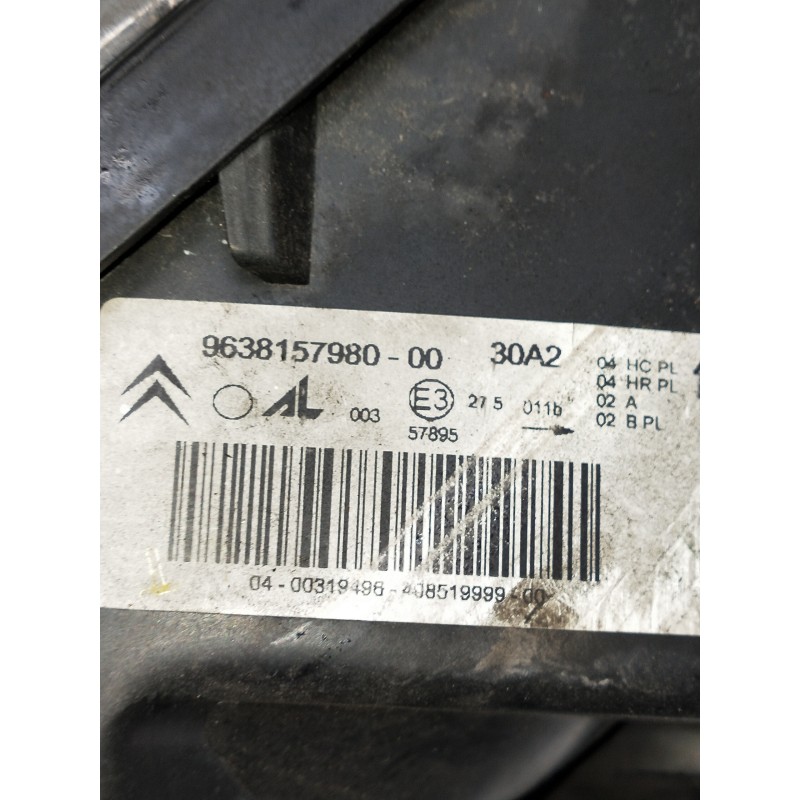 9638157980-00 30A2
04 HC PL
04 HR PL
02 A
02 B PL
AL 003 E3 27 5 011b
57895
04-00319496-408519999-00